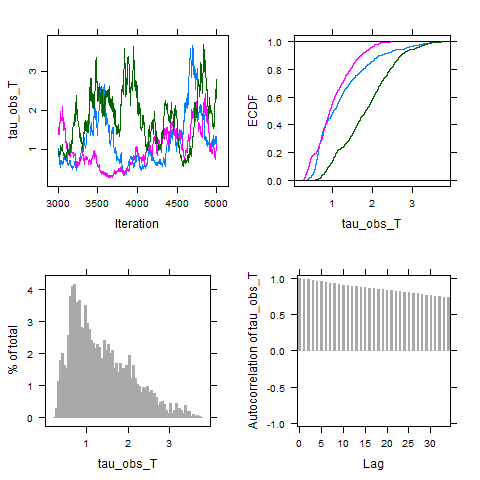 tau_obs_T
3
2
1
3000 3500 4000 4500 5000
Iteration
ECDF
1.0
0.8
0.6
0.4
0.2
0.0
1 2 3
tau_obs_T
% of total
4
3
2
1
0
1 2 3
tau_obs_T
Autocorrelation of tau_obs_T
1.0
0.5
0.0
-0.5
-1.0
0 5 10 15 20 25 30
Lag